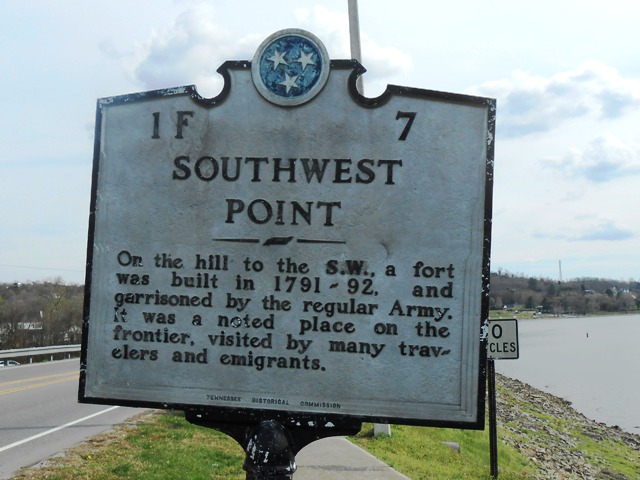 1F 7
SOUTHWEST
POINT
On the hill to the S.W., a fort
was built in 1791-92, and
garrisoned by the regular Army.
It was a noted place on the
frontier, visited by many trav-
elers and emigrants.
TENNESSEE HISTORICAL COMMISSION